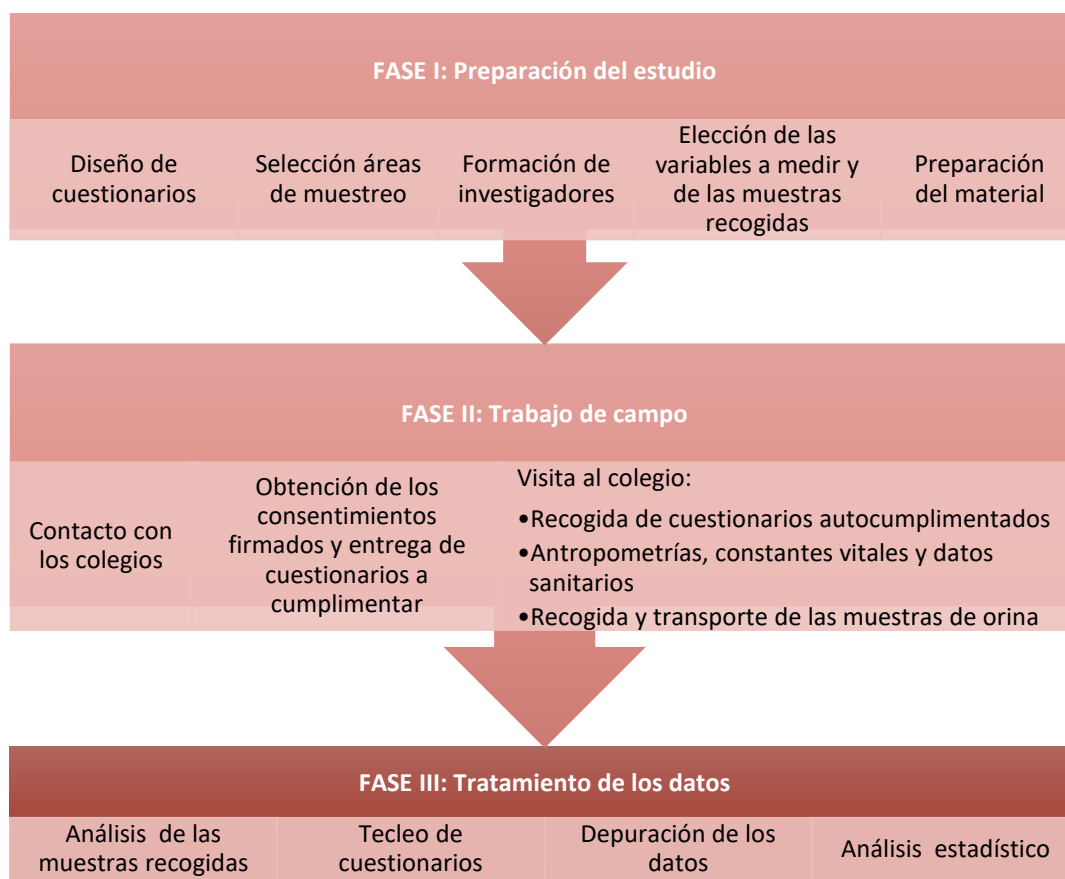 FASE I: Preparación del estudio
Diseño de
cuestionarios
Selección áreas
de muestreo
Formación de
investigadores
Elección de las
variables a medir y
de las muestras
recogidas
Preparación
del material
FASE II: Trabajo de campo
Contacto con
los colegios
Obtención de los
consentimientos
firmados y entrega de
cuestionarios a
cumplimentar
Visita al colegio:
•Recogida de cuestionarios autocumplimentados
•Antropometrías, constantes vitales y datos
sanitarios
•Recogida y transporte de las muestras de orina
FASE III: Tratamiento de los datos
Análisis de las
muestras recogidas
Tecleo de
cuestionarios
Depuración de los
datos
Análisis estadístico